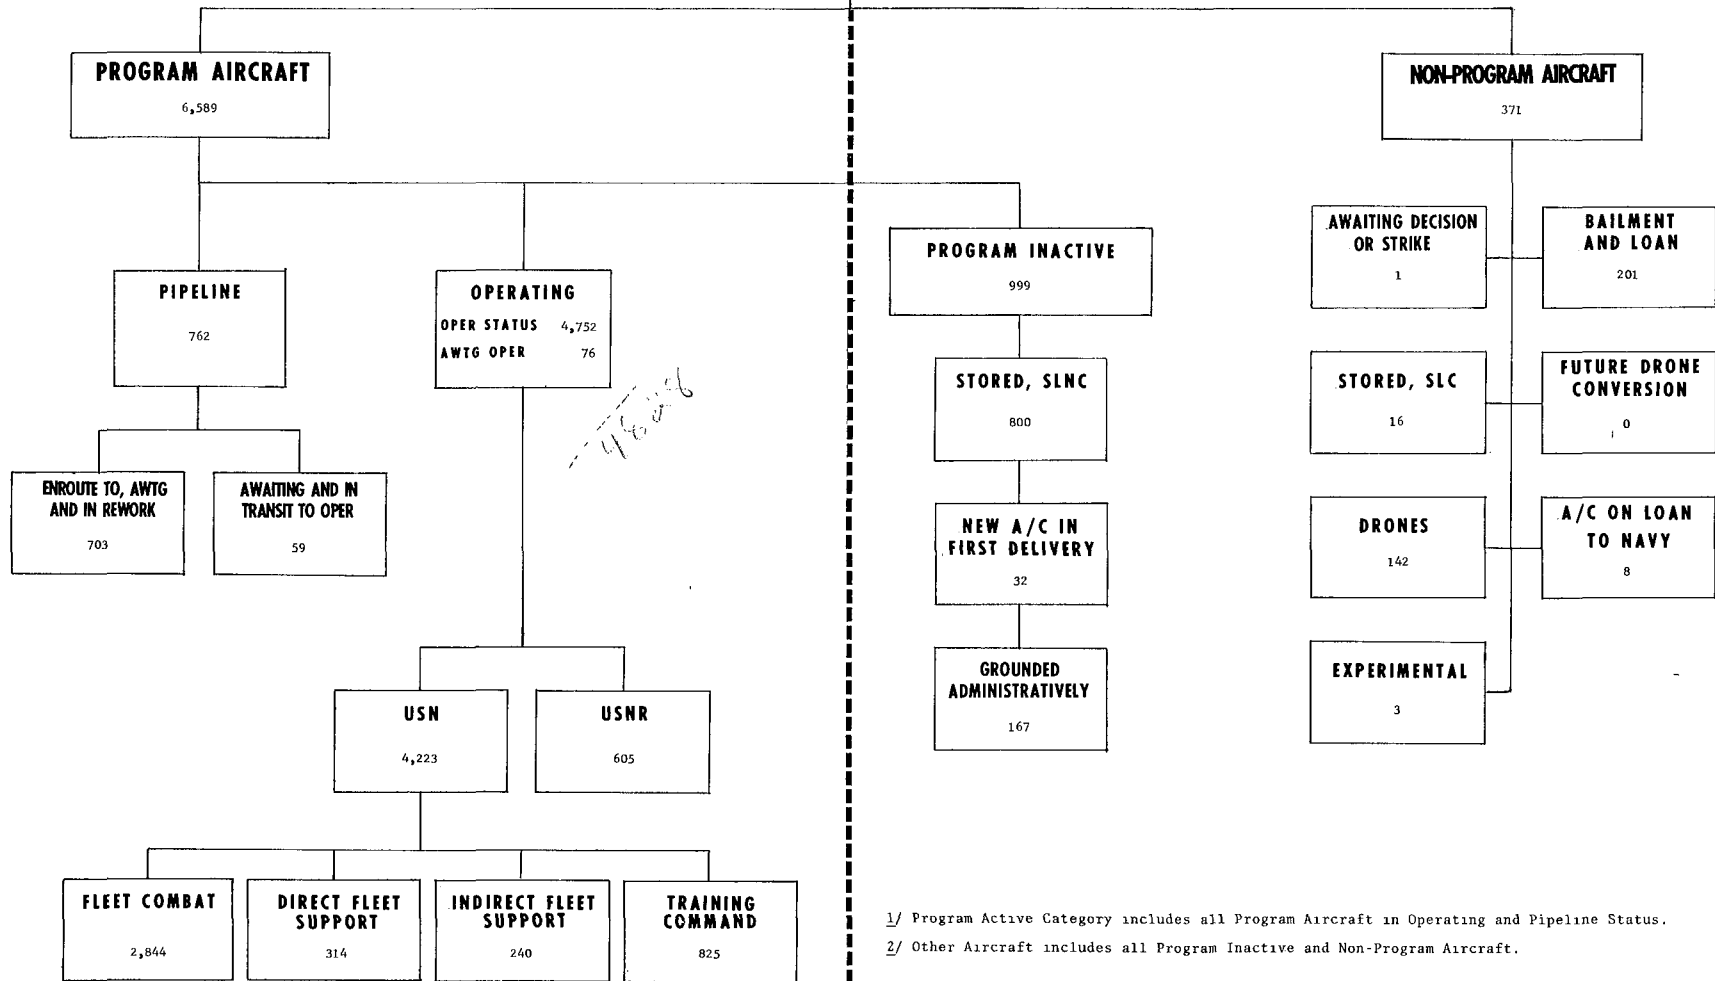 PROGRAM AIRCRAFT
6,589
NON-PROGRAM AIRCRAFT
371
PIPELINE
762
OPERATING
OPER STATUS 4,752
AWTG OPER 76
PROGRAM INACTIVE
999
AWAITING DECISION
OR STRIKE
1
BAILMENT
AND LOAN
201
STORED, SLNC
800
STORED, SLC
16
FUTURE DRONE
CONVERSION
0
ENROUTE TO, AWTG
AND IN REWORK
703
AWAITING AND IN
TRANSIT TO OPER
59
NEW A/C IN
FIRST DELIVERY
32
DRONES
142
A/C ON LOAN
TO NAVY
8
GROUNDED
ADMINISTRATIVELY
167
EXPERIMENTAL
3
USN
4,223
USNR
605
FLEET COMBAT
2,844
DIRECT FLEET
SUPPORT
314
INDIRECT FLEET
SUPPORT
240
TRAINING
COMMAND
825
1/ Program Active Category includes all Program Aircraft in Operating and Pipeline Status.
2/ Other Aircraft includes all Program Inactive and Non-Program Aircraft.